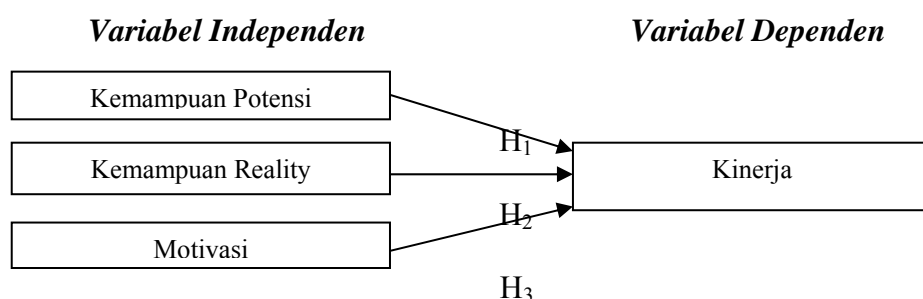 Variabel Independen
Variabel Dependen
Kemampuan Potensi
H₁
Kemampuan Reality
Kinerja
H₂
Motivasi
H₃